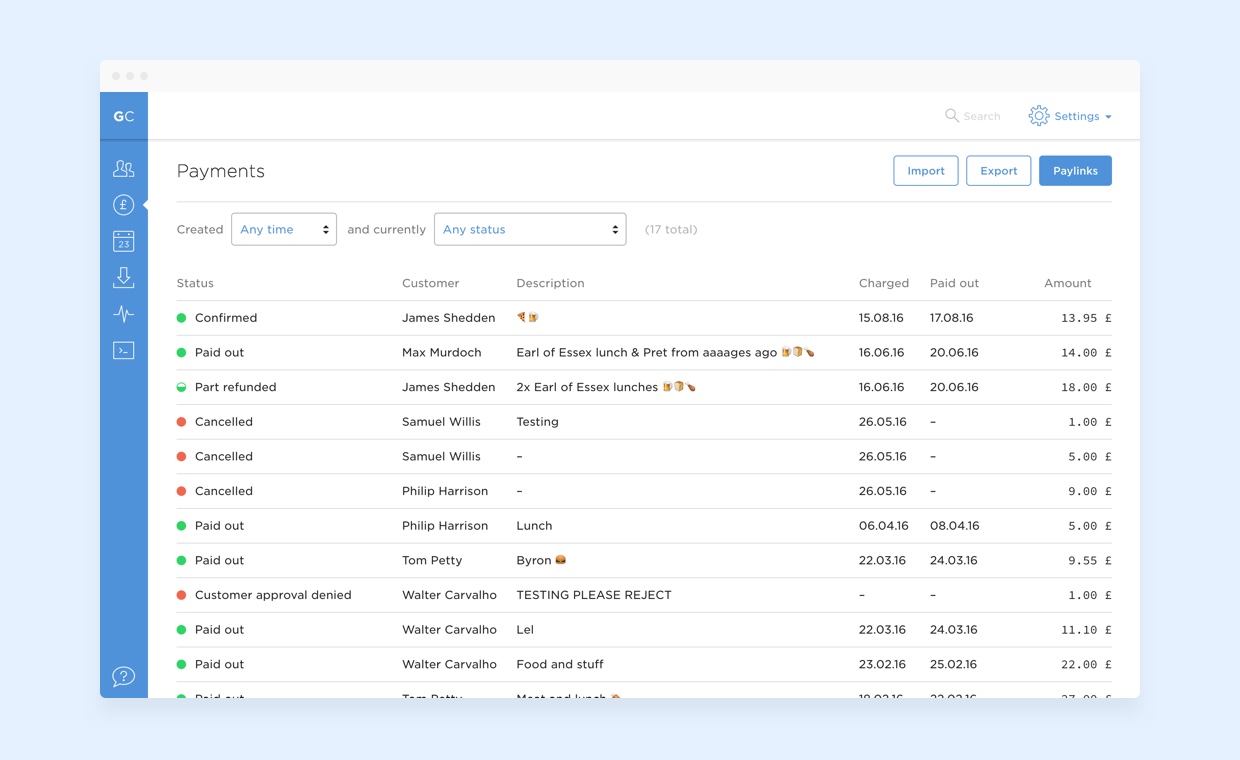 GC
Search Settings
23
Payments Import Export Paylinks
Created Any time and currently Any status (17 total)
Status Customer Description Charged Paid out Amount
Confirmed James Shedden 🍕🍺 15.08.16 17.08.16 13.95 £
Paid out Max Murdoch Earl of Essex lunch & Pret from aaaages ago 🍺🍞🍗 16.06.16 20.06.16 14.00 £
Part refunded James Shedden 2x Earl of Essex lunches 🍺🍞🍗 16.06.16 20.06.16 18.00 £
Cancelled Samuel Willis Testing 26.05.16 – 1.00 £
Cancelled Samuel Willis – 26.05.16 – 5.00 £
Cancelled Philip Harrison – 26.05.16 – 9.00 £
Paid out Philip Harrison Lunch 06.04.16 08.04.16 5.00 £
Paid out Tom Petty Byron 🍔 22.03.16 24.03.16 9.55 £
Customer approval denied Walter Carvalho TESTING PLEASE REJECT – – 1.00 £
Paid out Walter Carvalho Lel 22.03.16 24.03.16 11.10 £
Paid out Walter Carvalho Food and stuff 23.02.16 25.02.16 22.00 £
Paid out Tom Petty